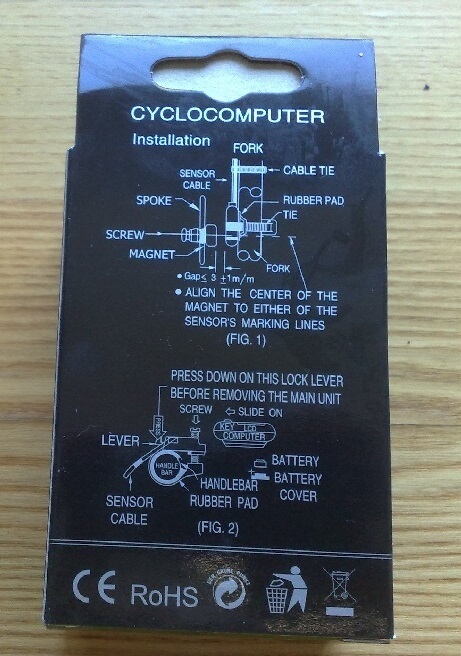 CYCLOCOMPUTER
Installation
FORK
CABLE TIE
SENSOR
CABLE
SPOKE
RUBBER PAD
TIE
SCREW
MAGNET
FORK
• Gap≤ 3 ±1m/m
• ALIGN THE CENTER OF THE
MAGNET TO EITHER OF THE
SENSOR'S MARKING LINES
(FIG. 1)
PRESS DOWN ON THIS LOCK LEVER
BEFORE REMOVING THE MAIN UNIT
SCREW
SLIDE ON
PRESS
KEY LCD
COMPUTER
LEVER
HANDLE
BAR
BATTERY
BATTERY
COVER
HANDLEBAR
RUBBER PAD
SENSOR
CABLE
(FIG. 2)
CE RoHS